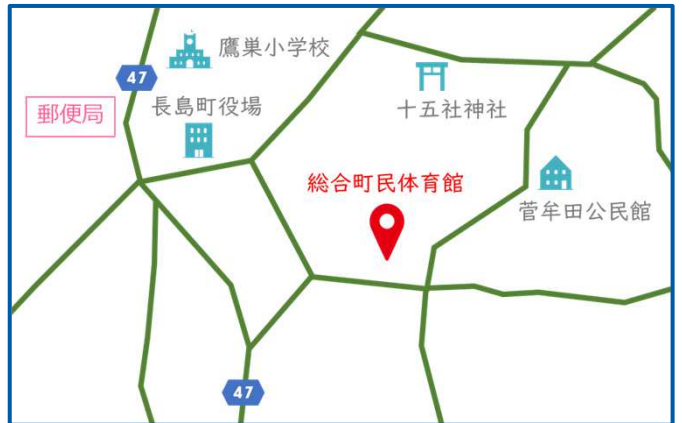 鷹巣小学校
47
郵便局
長島町役場
十五社神社
総合町民体育館
菅牟田公民館
47